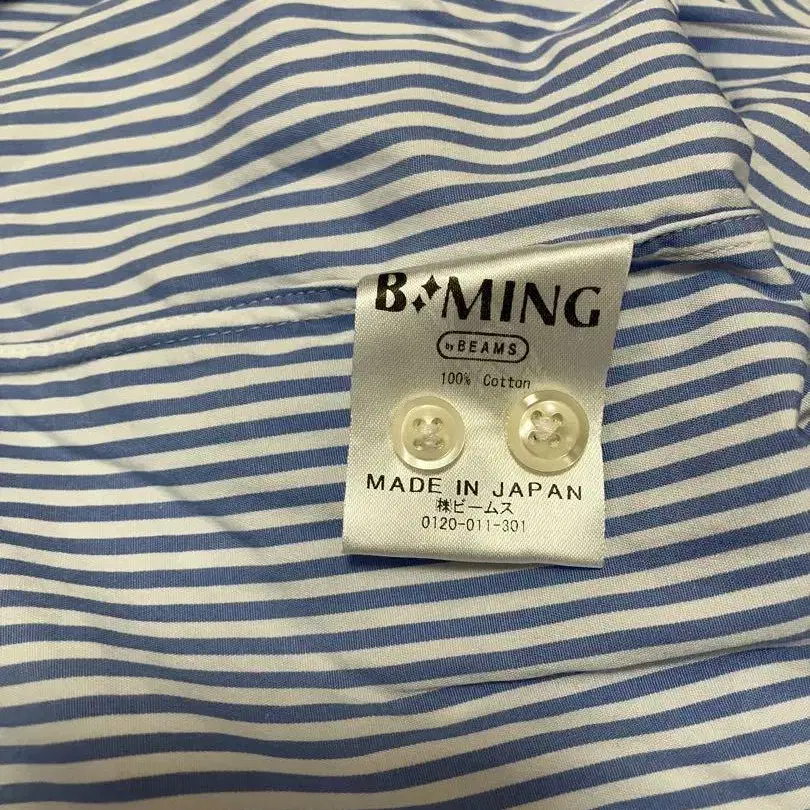 B MING
by BEAMS
100% Cotton
MADE IN JAPAN
㈱ビームス
0120-011-301